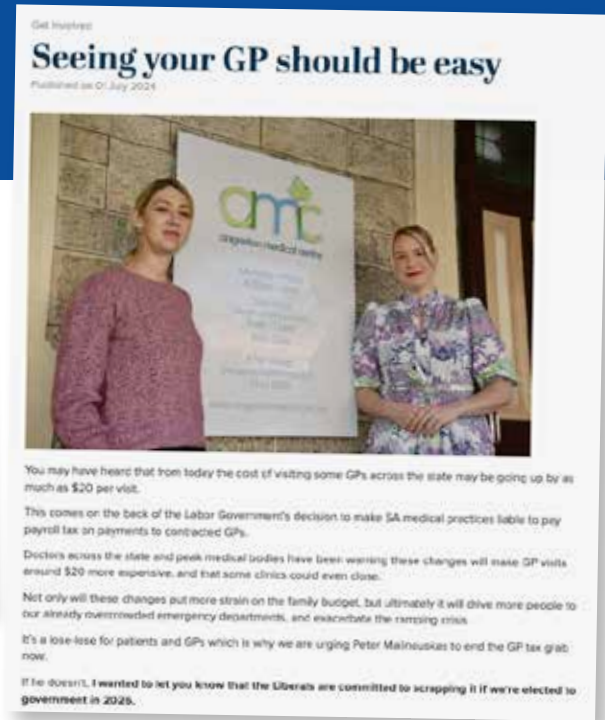 Get Involved
Seeing your GP should be easy
Published on 01 July 2024
amc
angaston medical centre
You may have heard that from today the cost of visiting some GPs across the state may be going up by as
much as $20 per visit.
This comes on the back of the Labor Government's decision to make SA medical practices liable to pay
payroll tax on payments to contracted GPs.
Doctors across the state and peak medical bodies have been warning these changes will make GP visits
around $20 more expensive, and that some clinics could even close.
Not only will these changes put more strain on the family budget, but ultimately it will drive more people to
our already overcrowded emergency departments, and exacerbate the ramping crisis.
It's a lose-lose for patients and GPs which is why we are urging Peter Malinauskas to end the GP tax grab
now.
If he doesn't, I wanted to let you know that the Liberals are committed to scrapping it if we're elected to
government in 2026.